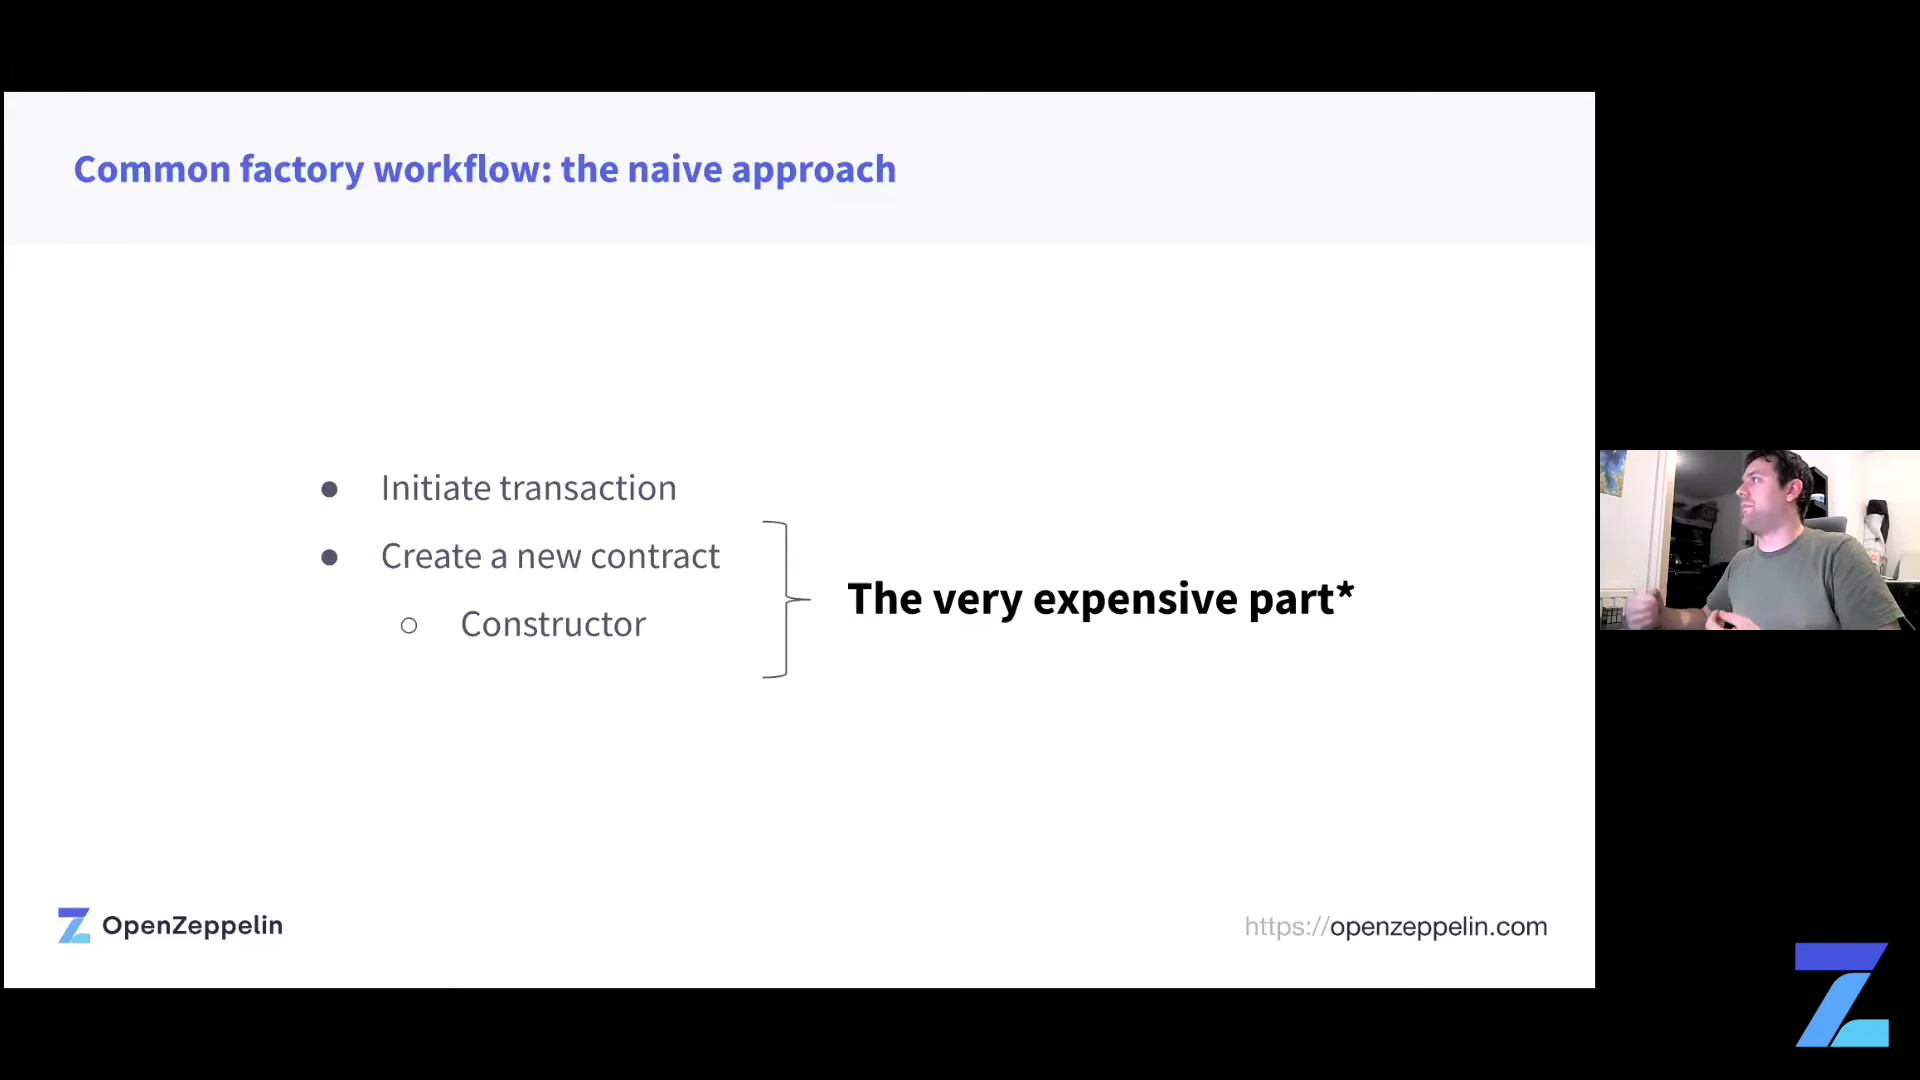 Common factory workflow: the naive approach
● Initiate transaction
● Create a new contract
○ Constructor
The very expensive part*
OpenZeppelin
https://openzeppelin.com